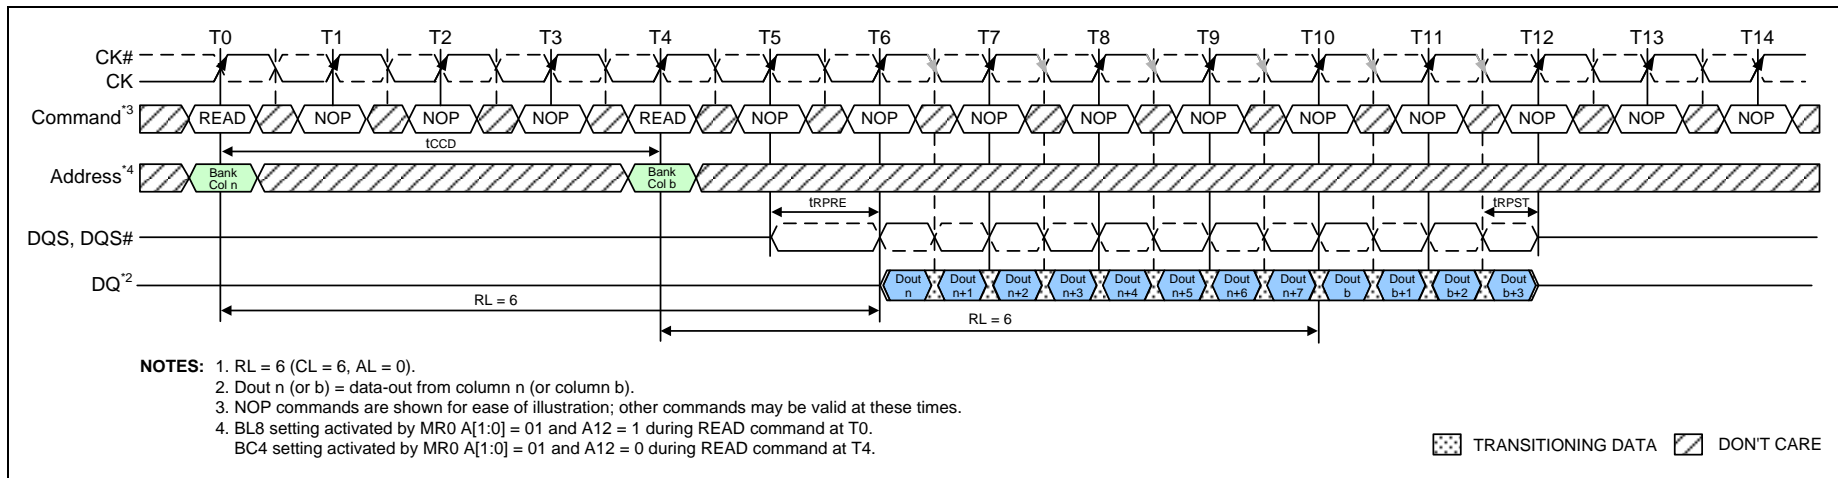 T0 T1 T2 T3 T4 T5 T6 T7 T8 T9 T10 T11 T12 T13 T14
CK#
CK
Command*3 READ NOP NOP NOP READ NOP NOP NOP NOP NOP NOP NOP NOP NOP NOP
tCCD
Address*4 Bank Col n Bank Col b
tRPRE tRPST
DQS, DQS#
DQ*2 Dout n Dout n+1 Dout n+2 Dout n+3 Dout n+4 Dout n+5 Dout n+6 Dout n+7 Dout b Dout b+1 Dout b+2 Dout b+3
RL = 6
RL = 6
NOTES: 1. RL = 6 (CL = 6, AL = 0).
2. Dout n (or b) = data-out from column n (or column b).
3. NOP commands are shown for ease of illustration; other commands may be valid at these times.
4. BL8 setting activated by MR0 A[1:0] = 01 and A12 = 1 during READ command at T0.
BC4 setting activated by MR0 A[1:0] = 01 and A12 = 0 during READ command at T4.
TRANSITIONING DATA DON'T CARE